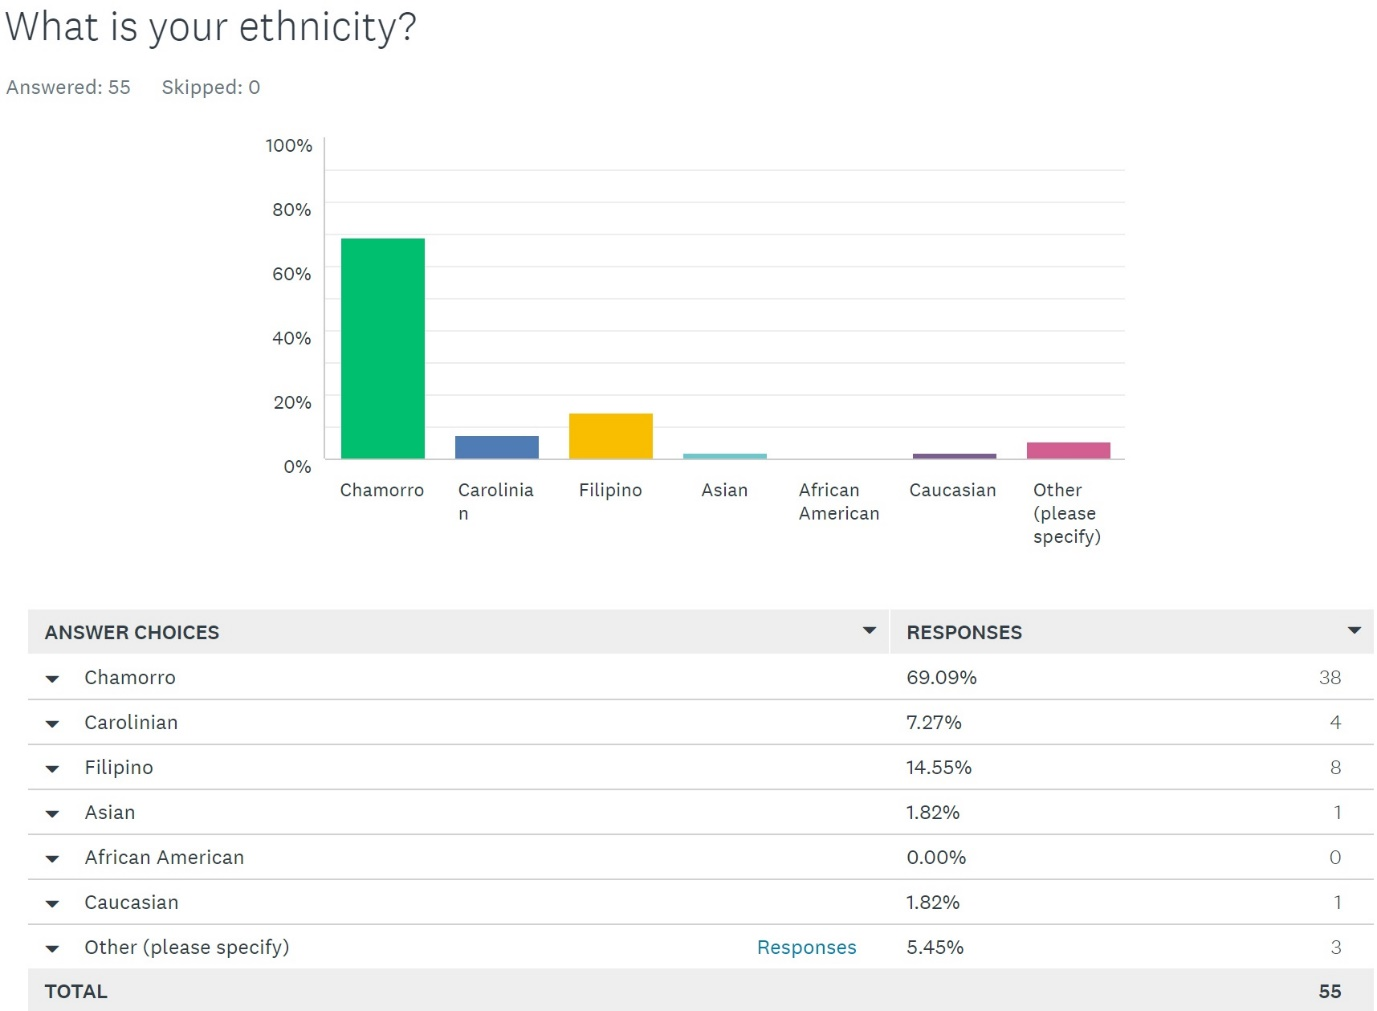 What is your ethnicity?
Answered: 55 Skipped: 0
100%
80%
60%
40%
20%
0%
Chamorro
Carolinia
n
Filipino
Asian
African
American
Caucasian
Other
(please
specify)
ANSWER CHOICES RESPONSES
Chamorro 69.09% 38
Carolinian 7.27% 4
Filipino 14.55% 8
Asian 1.82% 1
African American 0.00% 0
Caucasian 1.82% 1
Other (please specify) Responses 5.45% 3
TOTAL 55